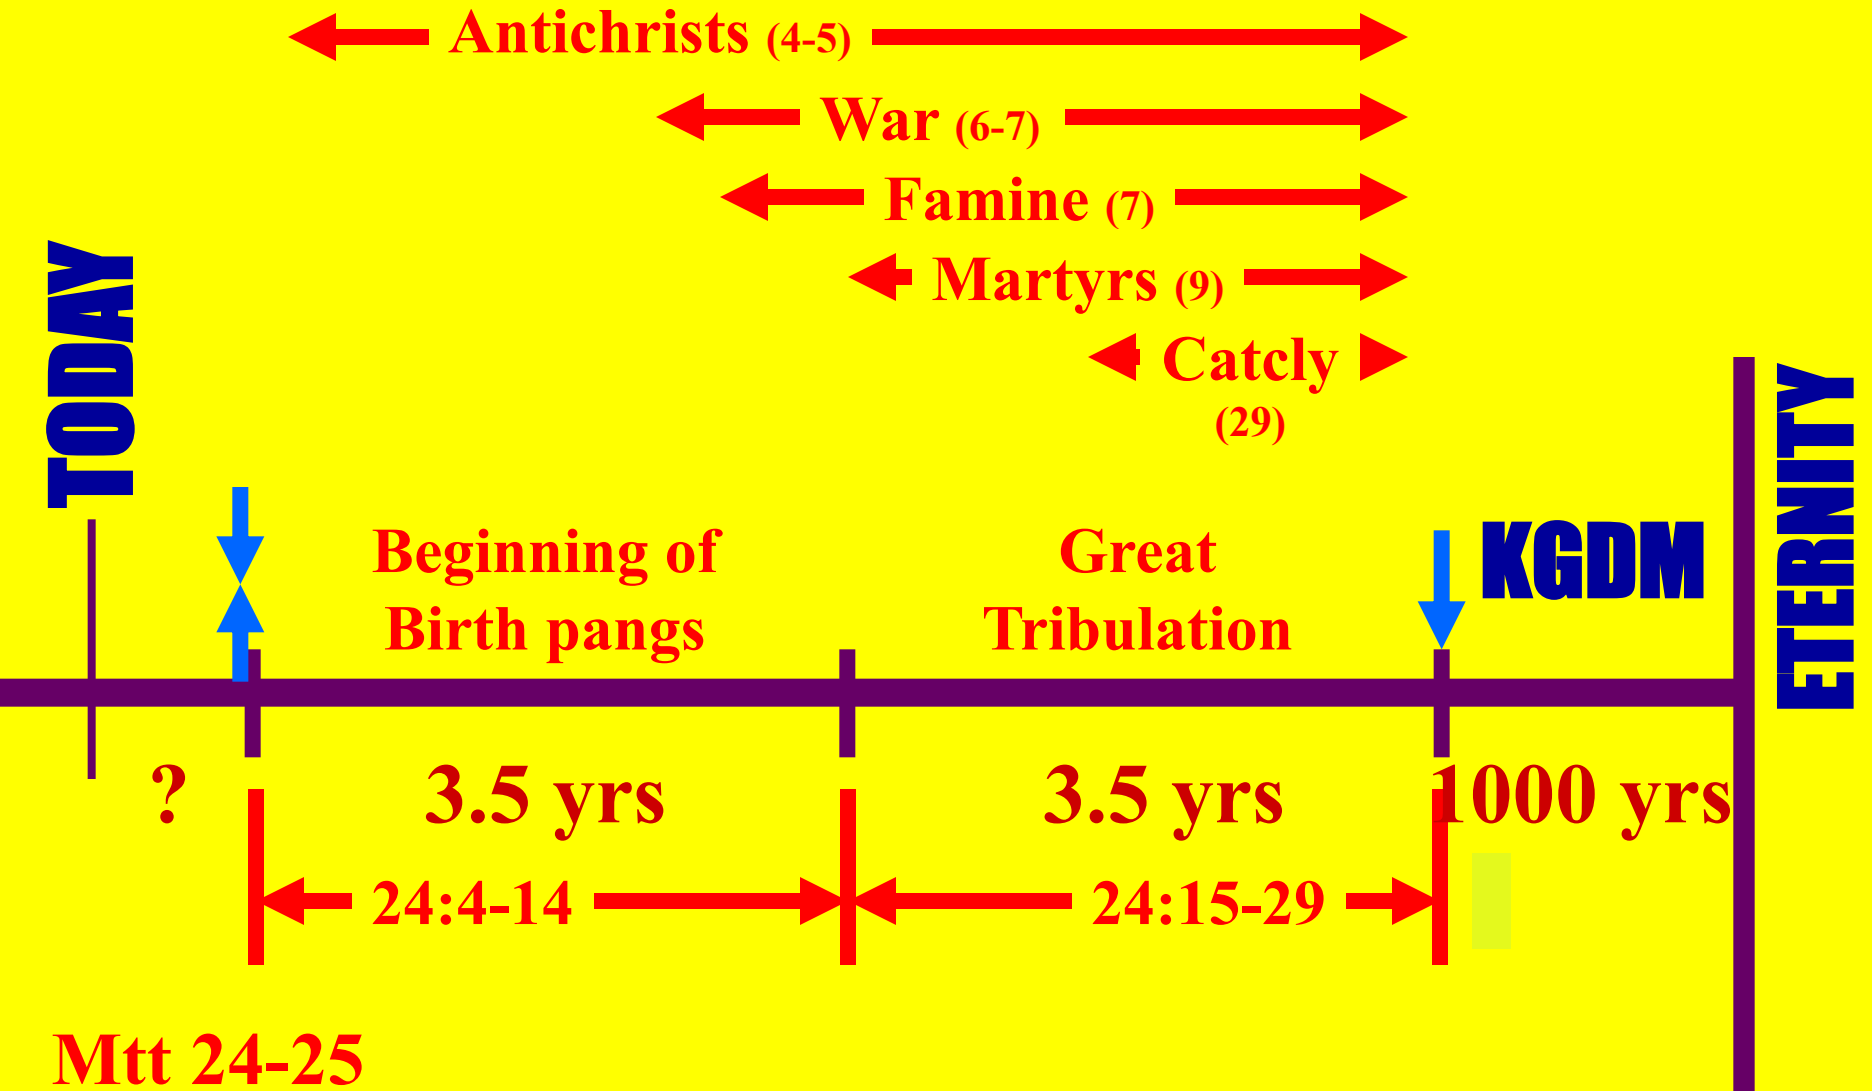 Antichrists (4-5)
War (6-7)
Famine (7)
Martyrs (9)
Catcly
(29)
TODAY
Beginning of
Birth pangs
Great
Tribulation
KGDM
ETERNITY
?
3.5 yrs
3.5 yrs
1000 yrs
24:4-14
24:15-29
Mtt 24-25